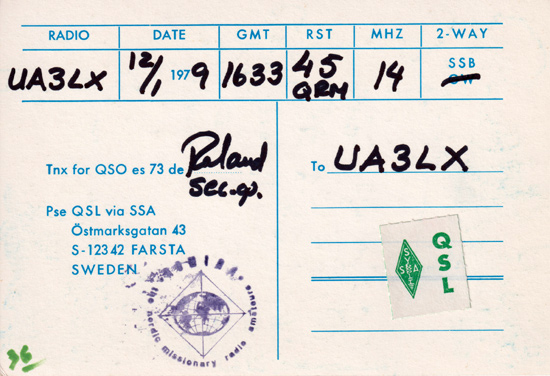 RADIO DATE GMT RST MHZ 2-WAY
UA3LX 12/1 1979 1633 45 QRM 14 SSB CW
Tnx for QSO es 73 de Roland
sec.gen.
To UA3LX
Pse QSL via SSA
Östmarksgatan 43
S-123 42 FARSTA
SWEDEN
SSA
QSL
the nordic missionary radio amateurs
36